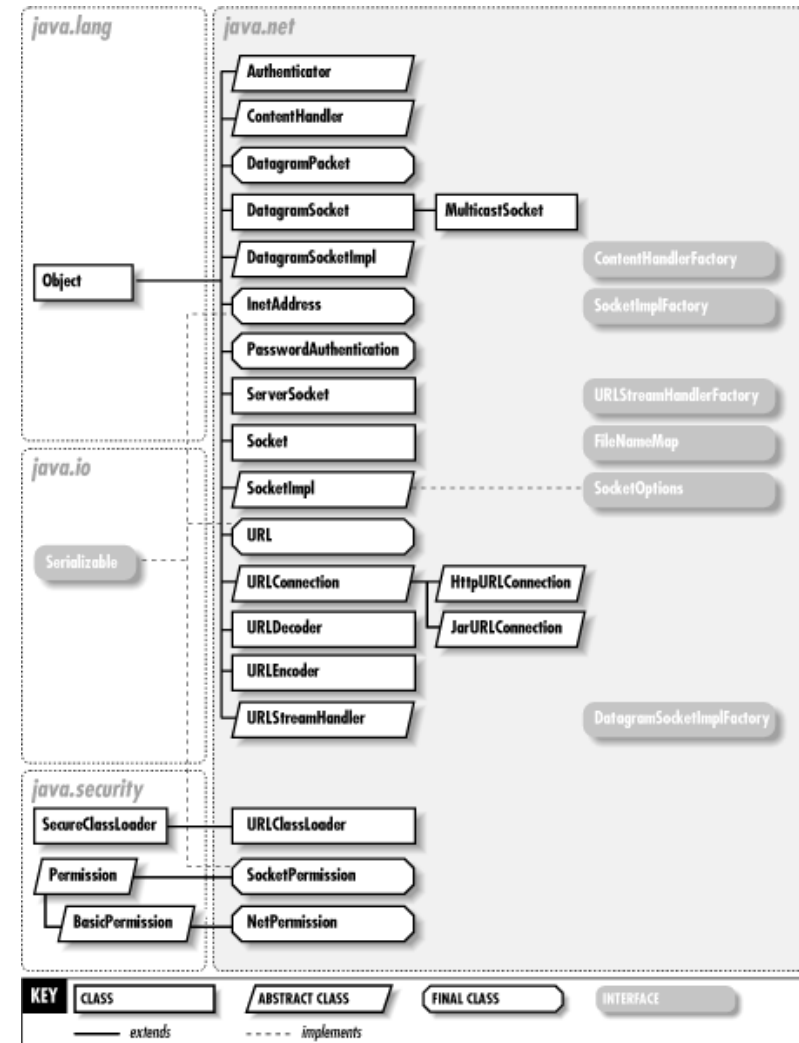 java.lang
java.net
Authenticator
ContentHandler
DatagramPacket
DatagramSocket
MulticastSocket
DatagramSocketImpl
ContentHandlerFactory
Object
InetAddress
SocketImplFactory
PasswordAuthentication
ServerSocket
URLStreamHandlerFactory
Socket
FileNameMap
java.io
SocketImpl
SocketOptions
URL
Serializable
URLConnection
HttpURLConnection
URLDecoder
JarURLConnection
URLEncoder
URLStreamHandler
DatagramSocketImplFactory
java.security
SecureClassLoader
URLClassLoader
Permission
SocketPermission
BasicPermission
NetPermission
KEY
CLASS
ABSTRACT CLASS
FINAL CLASS
INTERFACE
extends
implements